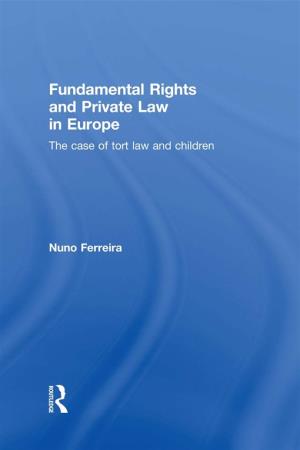 Fundamental Rights
and Private Law
in Europe
The case of tort law and children
Nuno Ferreira
ROUTLEDGE